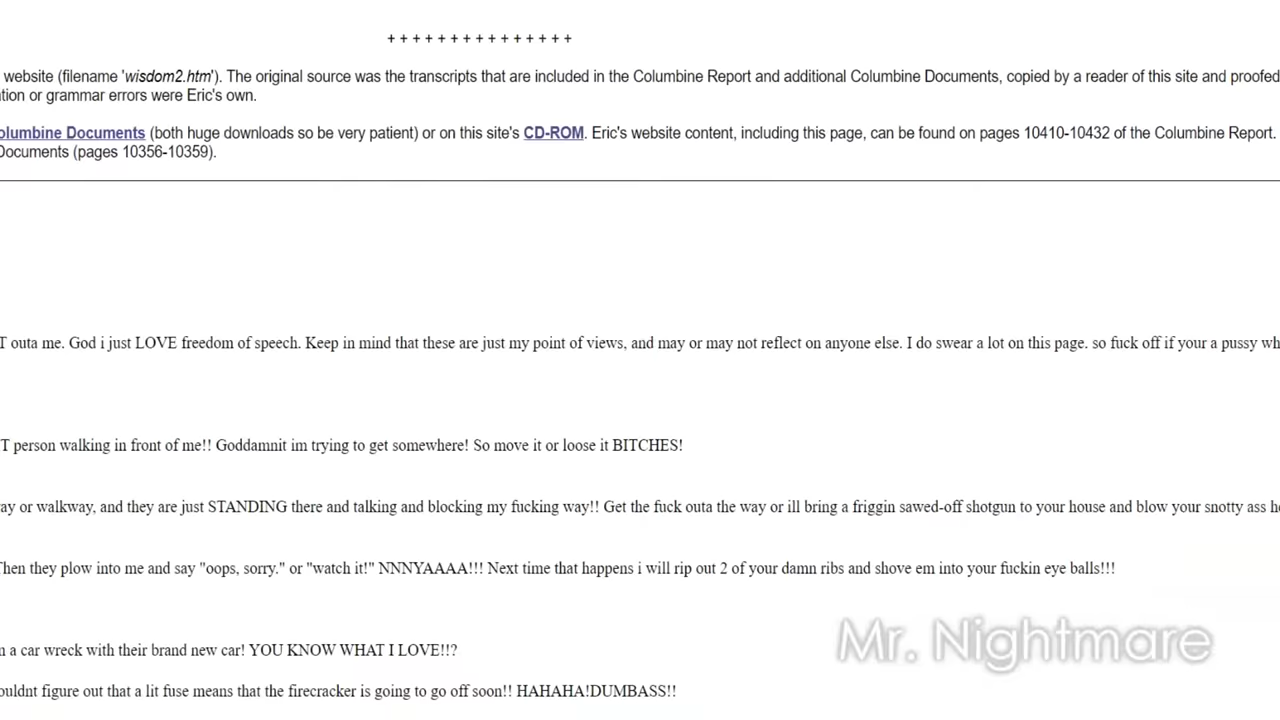 + + + + + + + + + + + + + + +
website (filename 'wisdom2.htm'). The original source was the transcripts that are included in the Columbine Report and additional Columbine Documents, copied by a reader of this site and proofed
ation or grammar errors were Eric's own.
olumbine Documents (both huge downloads so be very patient) or on this site's CD-ROM. Eric's website content, including this page, can be found on pages 10410-10432 of the Columbine Report.
Documents (pages 10356-10359).
T outa me. God i just LOVE freedom of speech. Keep in mind that these are just my point of views, and may or may not reflect on anyone else. I do swear a lot on this page. so fuck off if your a pussy wh
T person walking in front of me!! Goddamnit im trying to get somewhere! So move it or loose it BITCHES!
ay or walkway, and they are just STANDING there and talking and blocking my fucking way!! Get the fuck outa the way or ill bring a friggin sawed-off shotgun to your house and blow your snotty ass he
Then they plow into me and say "oops, sorry." or "watch it!" NNNYAAAA!!! Next time that happens i will rip out 2 of your damn ribs and shove em into your fuckin eye balls!!!
n a car wreck with their brand new car! YOU KNOW WHAT I LOVE!!?
ouldnt figure out that a lit fuse means that the firecracker is going to go off soon!! HAHAHA!DUMBASS!!
Mr. Nightmare